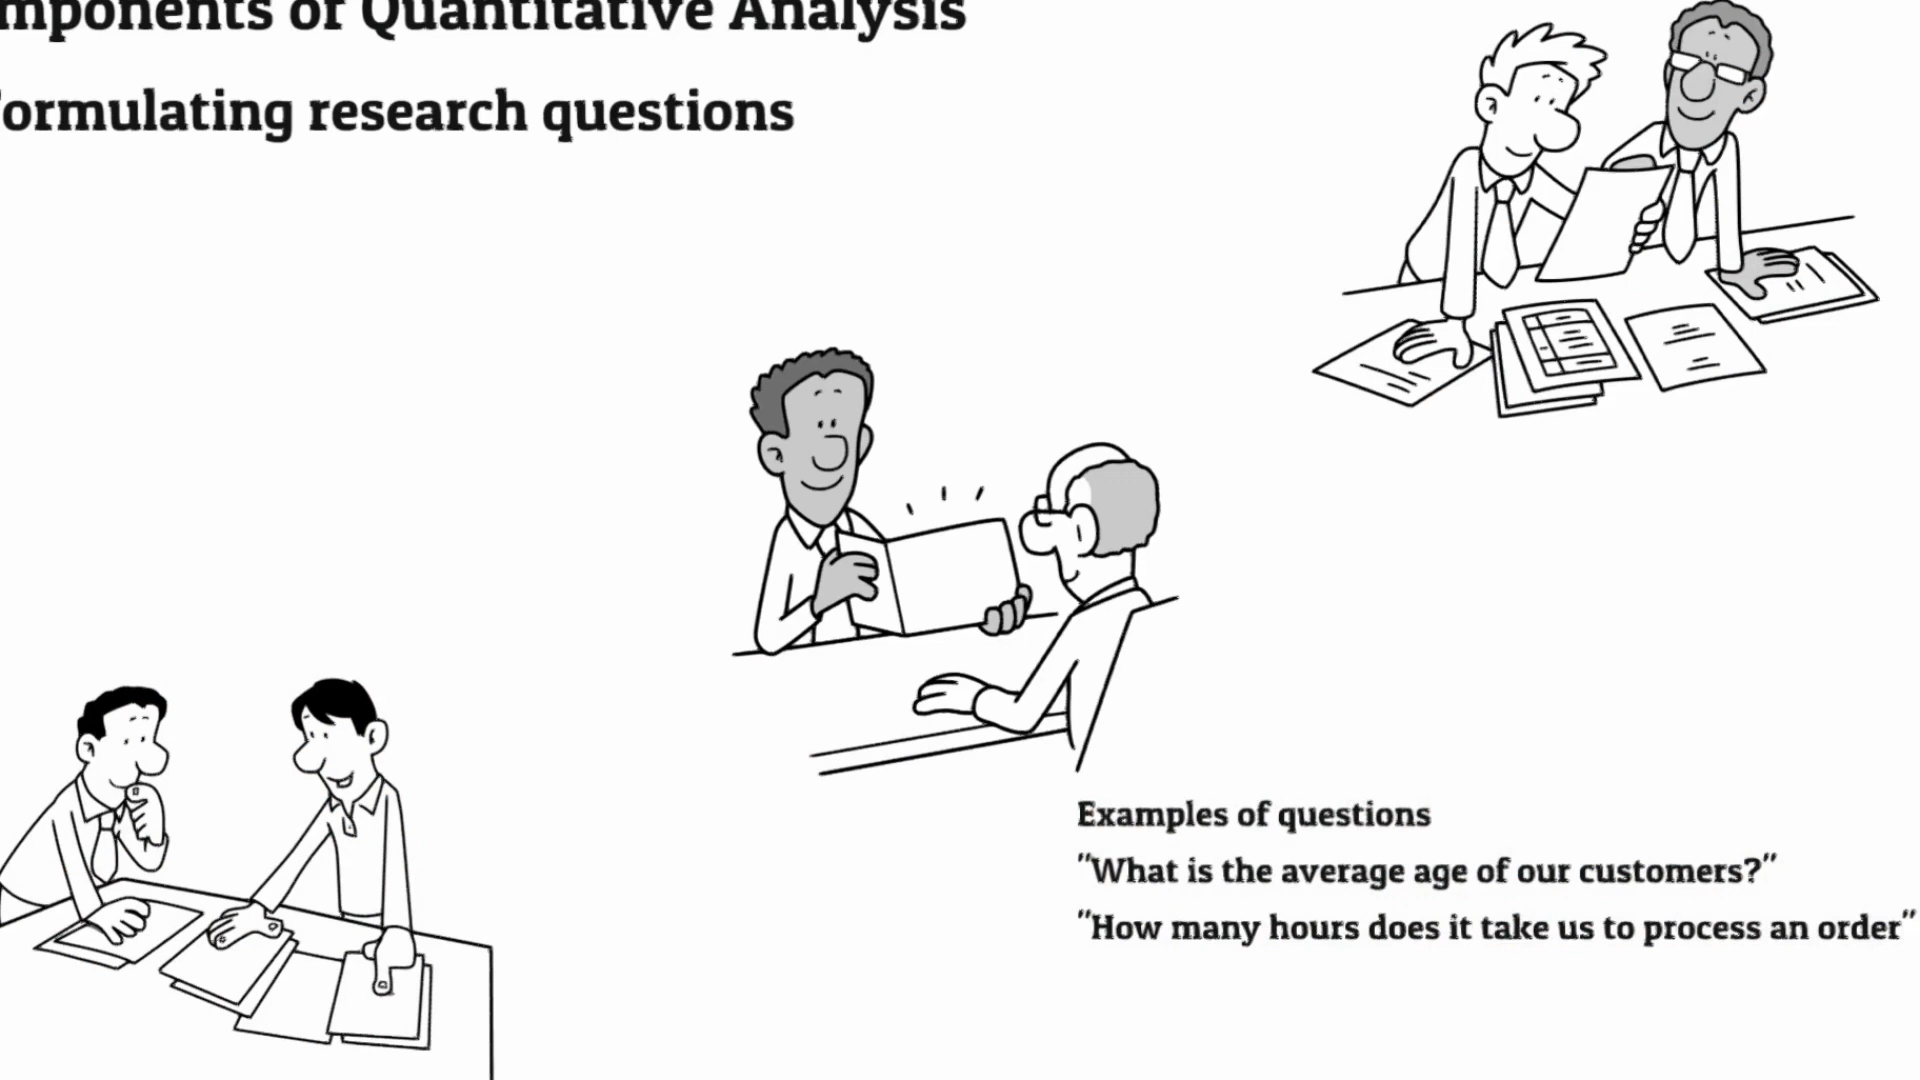 mponents of Quantitative Analysis
ormulating research questions
Examples of questions
"What is the average age of our customers?"
"How many hours does it take us to process an order"